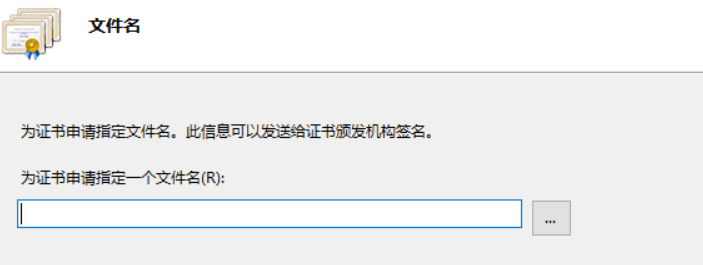 文件名
为证书申请指定文件名。此信息可以发送给证书颁发机构签名。
为证书申请指定一个文件名(R):
...